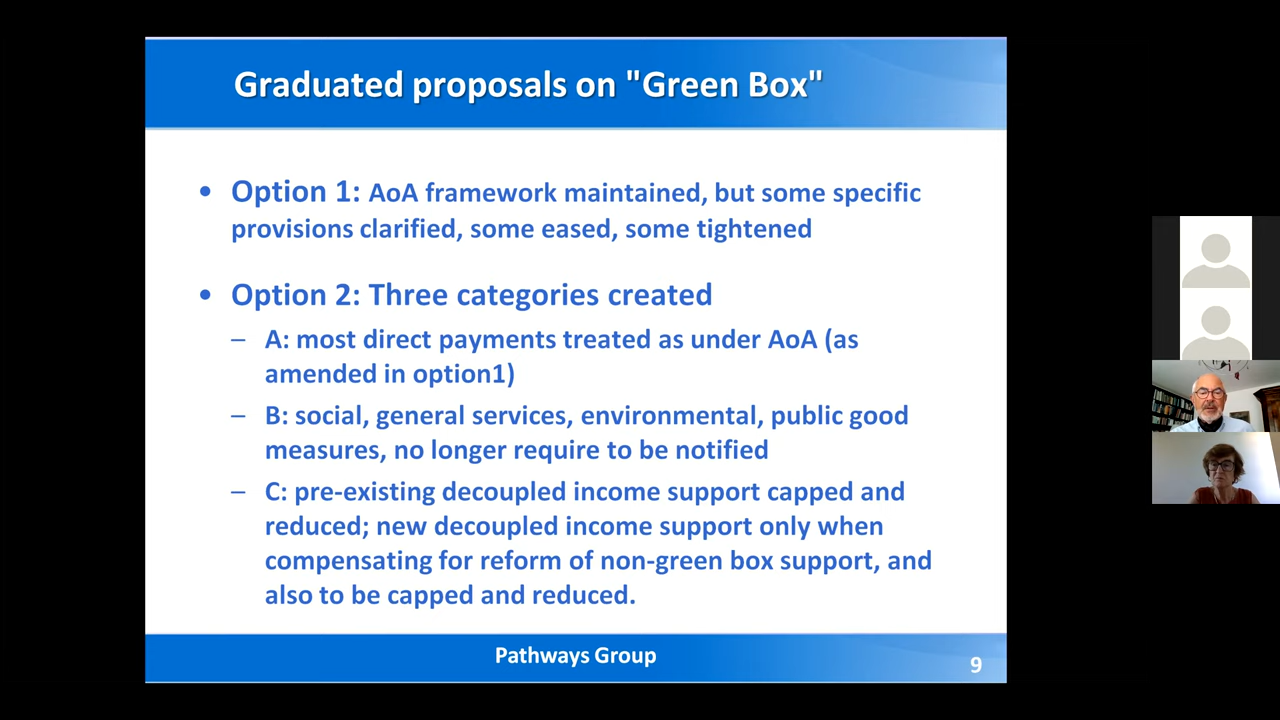 Graduated proposals on "Green Box"
• Option 1: AoA framework maintained, but some specific
provisions clarified, some eased, some tightened
• Option 2: Three categories created
– A: most direct payments treated as under AoA (as
amended in option1)
– B: social, general services, environmental, public good
measures, no longer require to be notified
– C: pre-existing decoupled income support capped and
reduced; new decoupled income support only when
compensating for reform of non-green box support, and
also to be capped and reduced.
Pathways Group
9